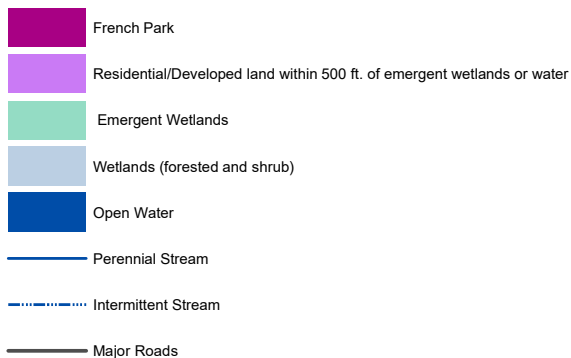 French Park
Residential/Developed land within 500 ft. of emergent wetlands or water
Emergent Wetlands
Wetlands (forested and shrub)
Open Water
Perennial Stream
Intermittent Stream
Major Roads